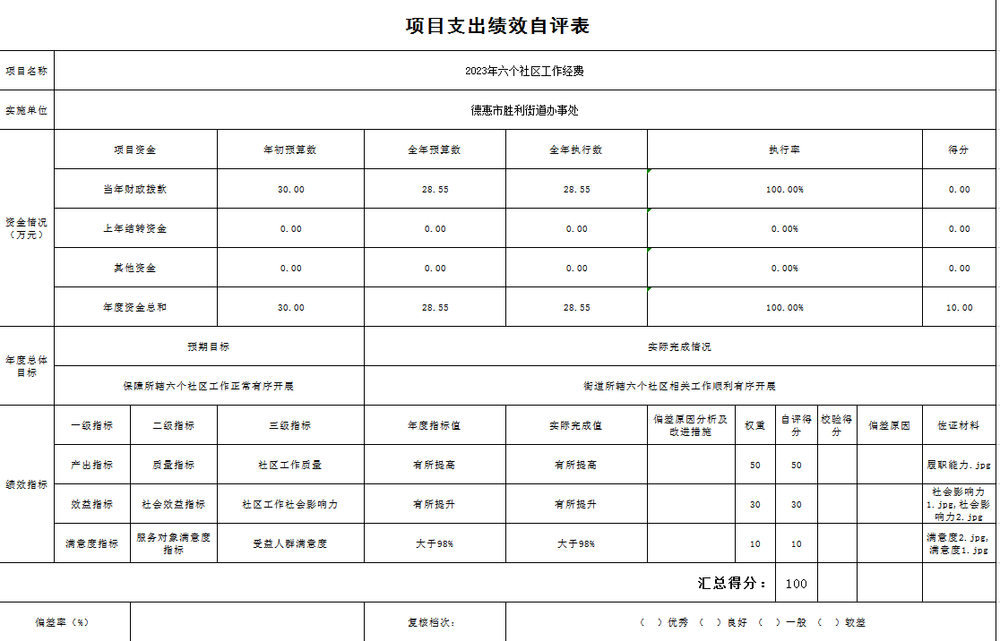 项目支出绩效自评表
项目名称 2023年六个社区工作经费
实施单位 德惠市胜利街道办事处
资金情况
（万元）
项目资金 年初预算数 全年预算数 全年执行数 执行率 得分
当年财政拨款 30.00 28.55 28.55 100.00% 0.00
上年结转资金 0.00 0.00 0.00 0.00% 0.00
其他资金 0.00 0.00 0.00 0.00% 0.00
年度资金总和 30.00 28.55 28.55 100.00% 10.00
年度总体
目标
预期目标 实际完成情况
保障所辖六个社区工作正常有序开展 街道所辖六个社区相关工作顺利有序开展
绩效指标
一级指标 二级指标 三级指标 年度指标值 实际完成值 偏差原因分析及
改进措施
权重 自评得
分
校验得
分
偏差原因 佐证材料
产出指标 质量指标 社区工作质量 有所提高 有所提高 50 50 履职能力.jpg
效益指标 社会效益指标 社区工作社会影响力 有所提升 有所提升 30 30 社会影响力
1.jpg,社会影
响力2.jpg
满意度指标 服务对象满意度
指标
受益人群满意度 大于98% 大于98% 10 10 满意度2.jpg,
满意度1.jpg
汇总得分： 100
偏差率（%） 复核档次： （ ）优秀 （ ）良好 （ ）一般 （ ）较差